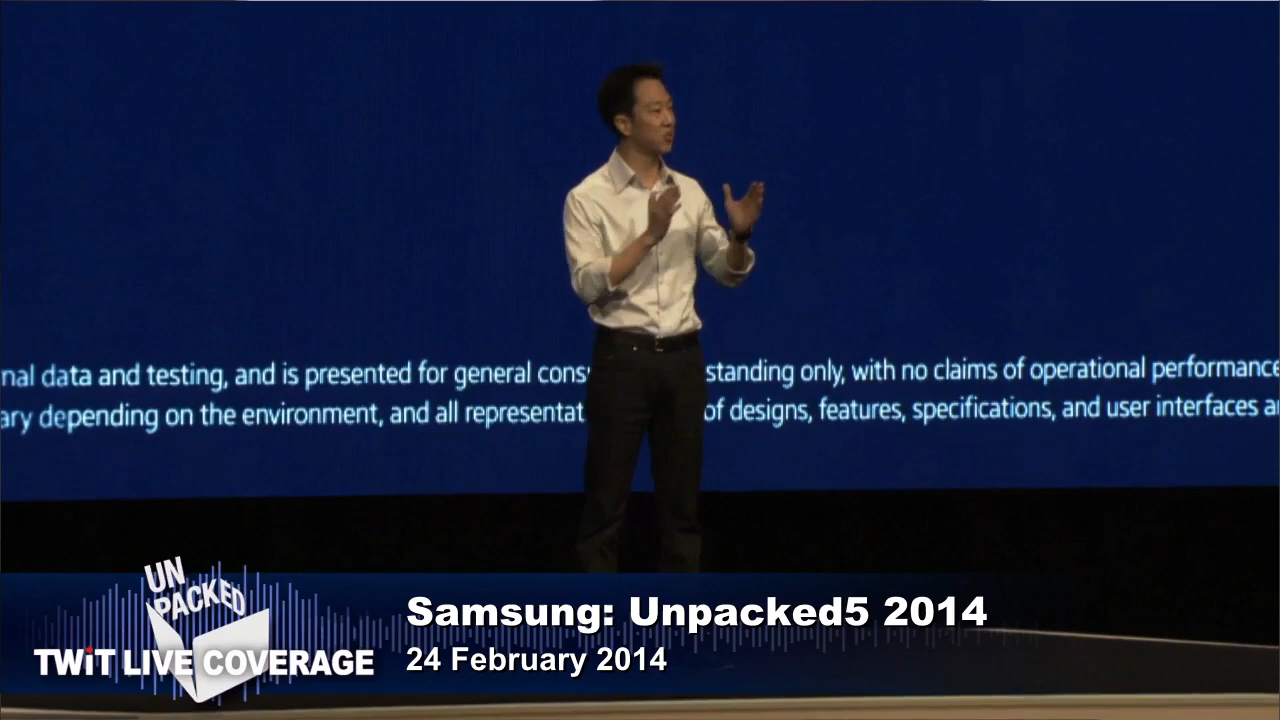 nal data and testing, and is presented for general cons standing only, with no claims of operational performance
ary depending on the environment, and all representat of designs, features, specifications, and user interfaces a
UN
PACKED
Samsung: Unpacked5 2014
TWiT LIVE COVERAGE
24 February 2014